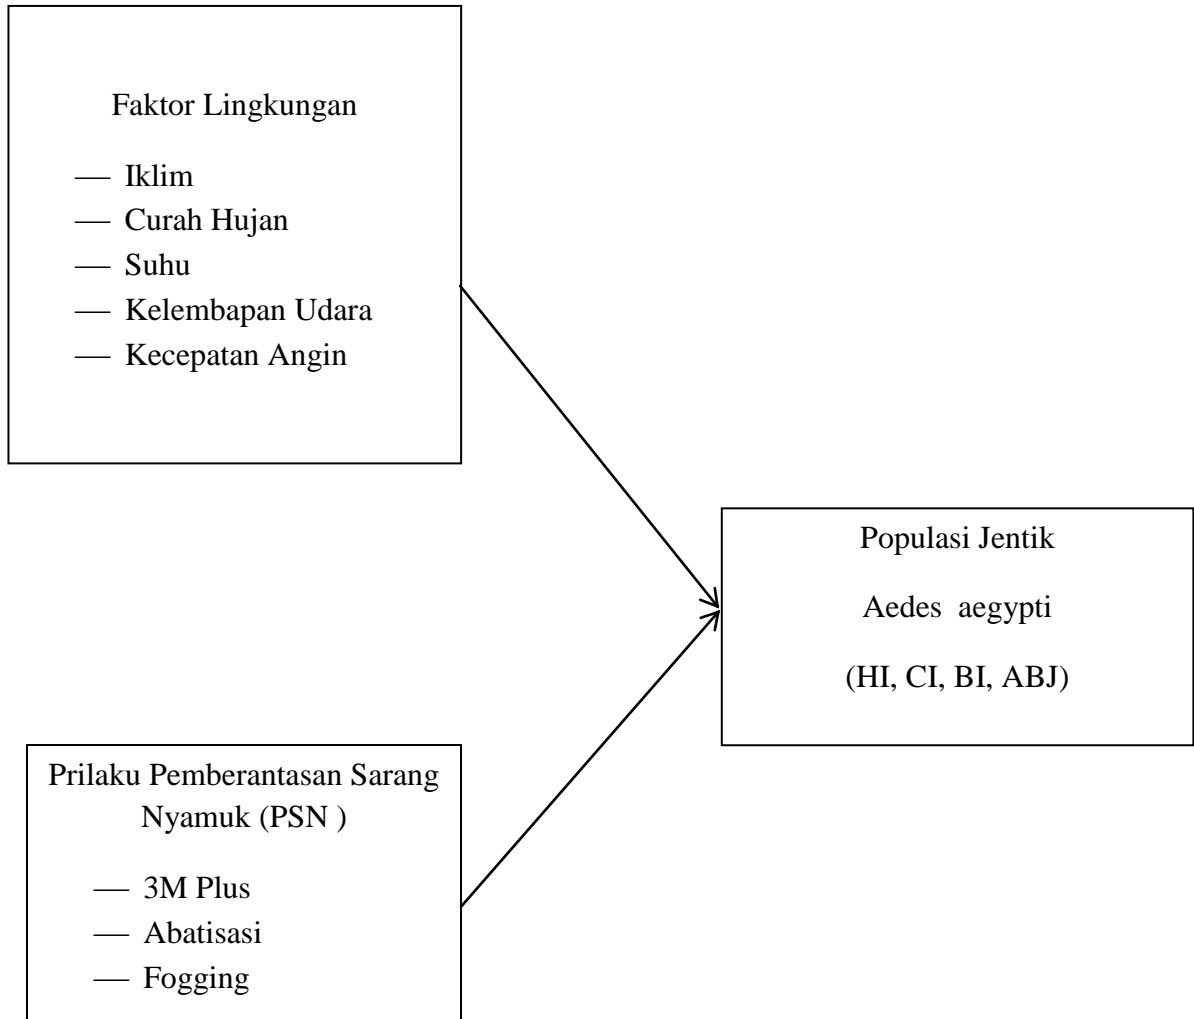 Faktor Lingkungan
— Iklim
— Curah Hujan
— Suhu
— Kelembapan Udara
— Kecepatan Angin
Populasi Jentik
Aedes aegypti
(HI, CI, BI, ABJ)
Prilaku Pemberantasan Sarang
Nyamuk (PSN )
— 3M Plus
— Abatisasi
— Fogging